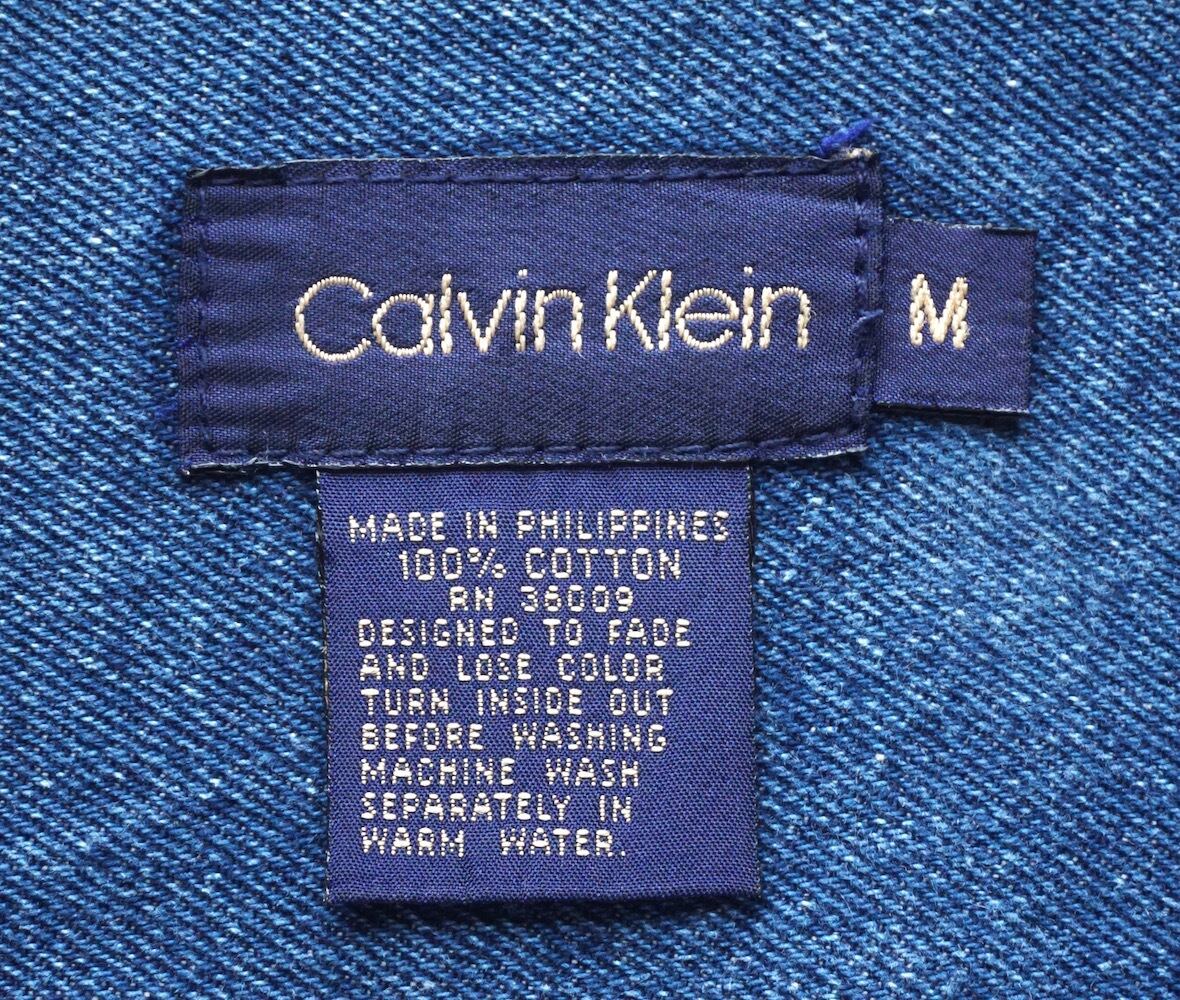 Calvin Klein
M
MADE IN PHILIPPINES
100% COTTON
RN 36009
DESIGNED TO FADE
AND LOSE COLOR
TURN INSIDE OUT
BEFORE WASHING
MACHINE WASH
SEPARATELY IN
WARM WATER.